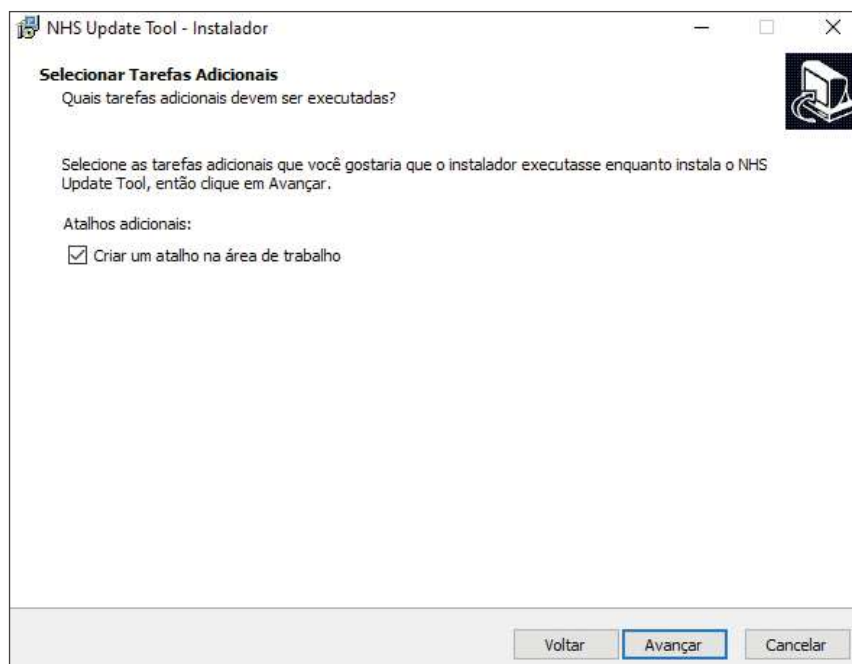 NHS Update Tool - Instalador
Selecionar Tarefas Adicionais
Quais tarefas adicionais devem ser executadas?
Selecione as tarefas adicionais que você gostaria que o instalador executasse enquanto instala o NHS
Update Tool, então clique em Avançar.
Atalhos adicionais:
Criar um atalho na área de trabalho
Voltar Avançar Cancelar